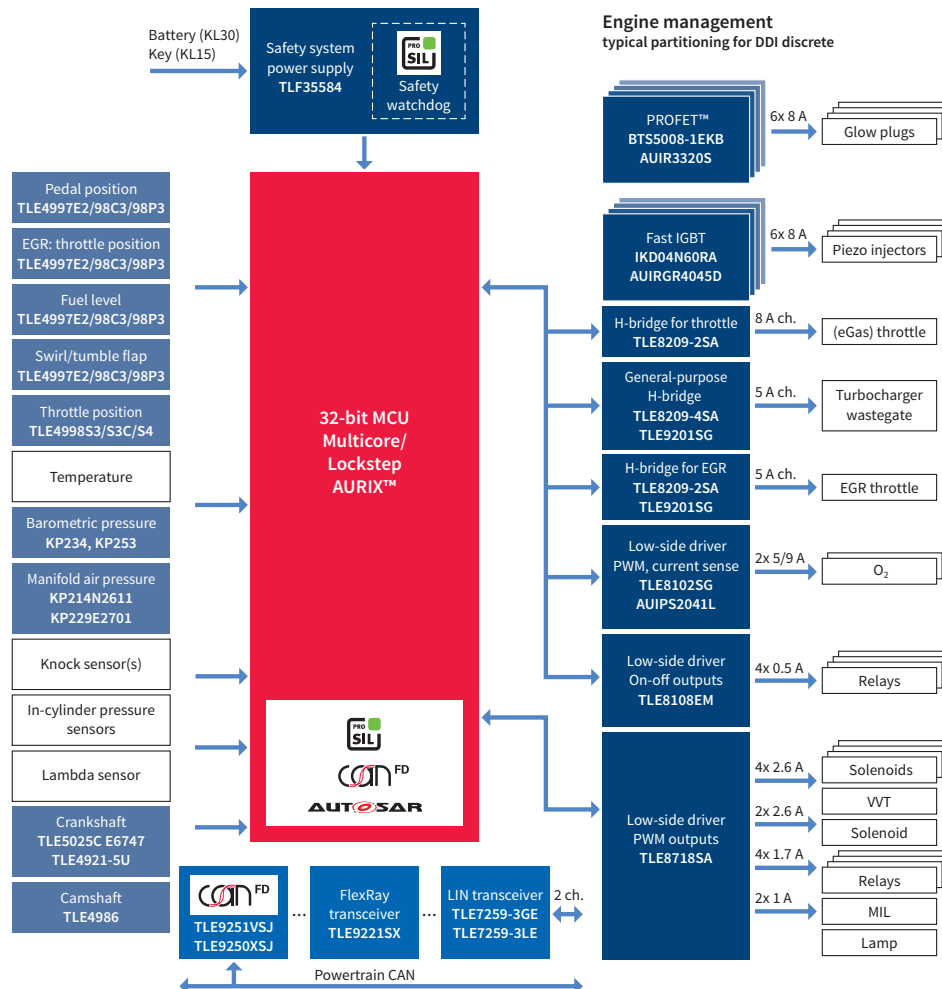 Engine management
typical partitioning for DDI discrete
Battery (KL30)
Key (KL15)
Safety system
power supply
TLF35584
PRO
SIL
Safety
watchdog
Pedal position
TLE4997E2/98C3/98P3
EGR: throttle position
TLE4997E2/98C3/98P3
Fuel level
TLE4997E2/98C3/98P3
Swirl/tumble flap
TLE4997E2/98C3/98P3
Throttle position
TLE4998S3/S3C/S4
Temperature
Barometric pressure
KP234, KP253
Manifold air pressure
KP214N2611
KP229E2701
Knock sensor(s)
In-cylinder pressure
sensors
Lambda sensor
Crankshaft
TLE5025C E6747
TLE4921-5U
Camshaft
TLE4986
32-bit MCU
Multicore/
Lockstep
AURIX™
PRO
SIL
CAN FD
AUTOSAR
CAN FD
TLE9251VSJ
TLE9250XSJ
...
FlexRay
transceiver
TLE9221SX
...
LIN transceiver
TLE7259-3GE
TLE7259-3LE
2 ch.
Powertrain CAN
PROFET™
BTS5008-1EKB
AUIR3320S
6x 8 A
Glow plugs
Fast IGBT
IKD04N60RA
AUIRGR4045D
6x 8 A
Piezo injectors
H-bridge for throttle
TLE8209-2SA
8 A ch.
(eGas) throttle
General-purpose
H-bridge
TLE8209-4SA
TLE9201SG
5 A ch.
Turbocharger
wastegate
H-bridge for EGR
TLE8209-2SA
TLE9201SG
5 A ch.
EGR throttle
Low-side driver
PWM, current sense
TLE8102SG
AUIPS2041L
2x 5/9 A
O2
Low-side driver
On-off outputs
TLE8108EM
4x 0.5 A
Relays
Low-side driver
PWM outputs
TLE8718SA
4x 2.6 A
Solenoids
VVT
2x 2.6 A
Solenoid
4x 1.7 A
Relays
2x 1 A
MIL
Lamp